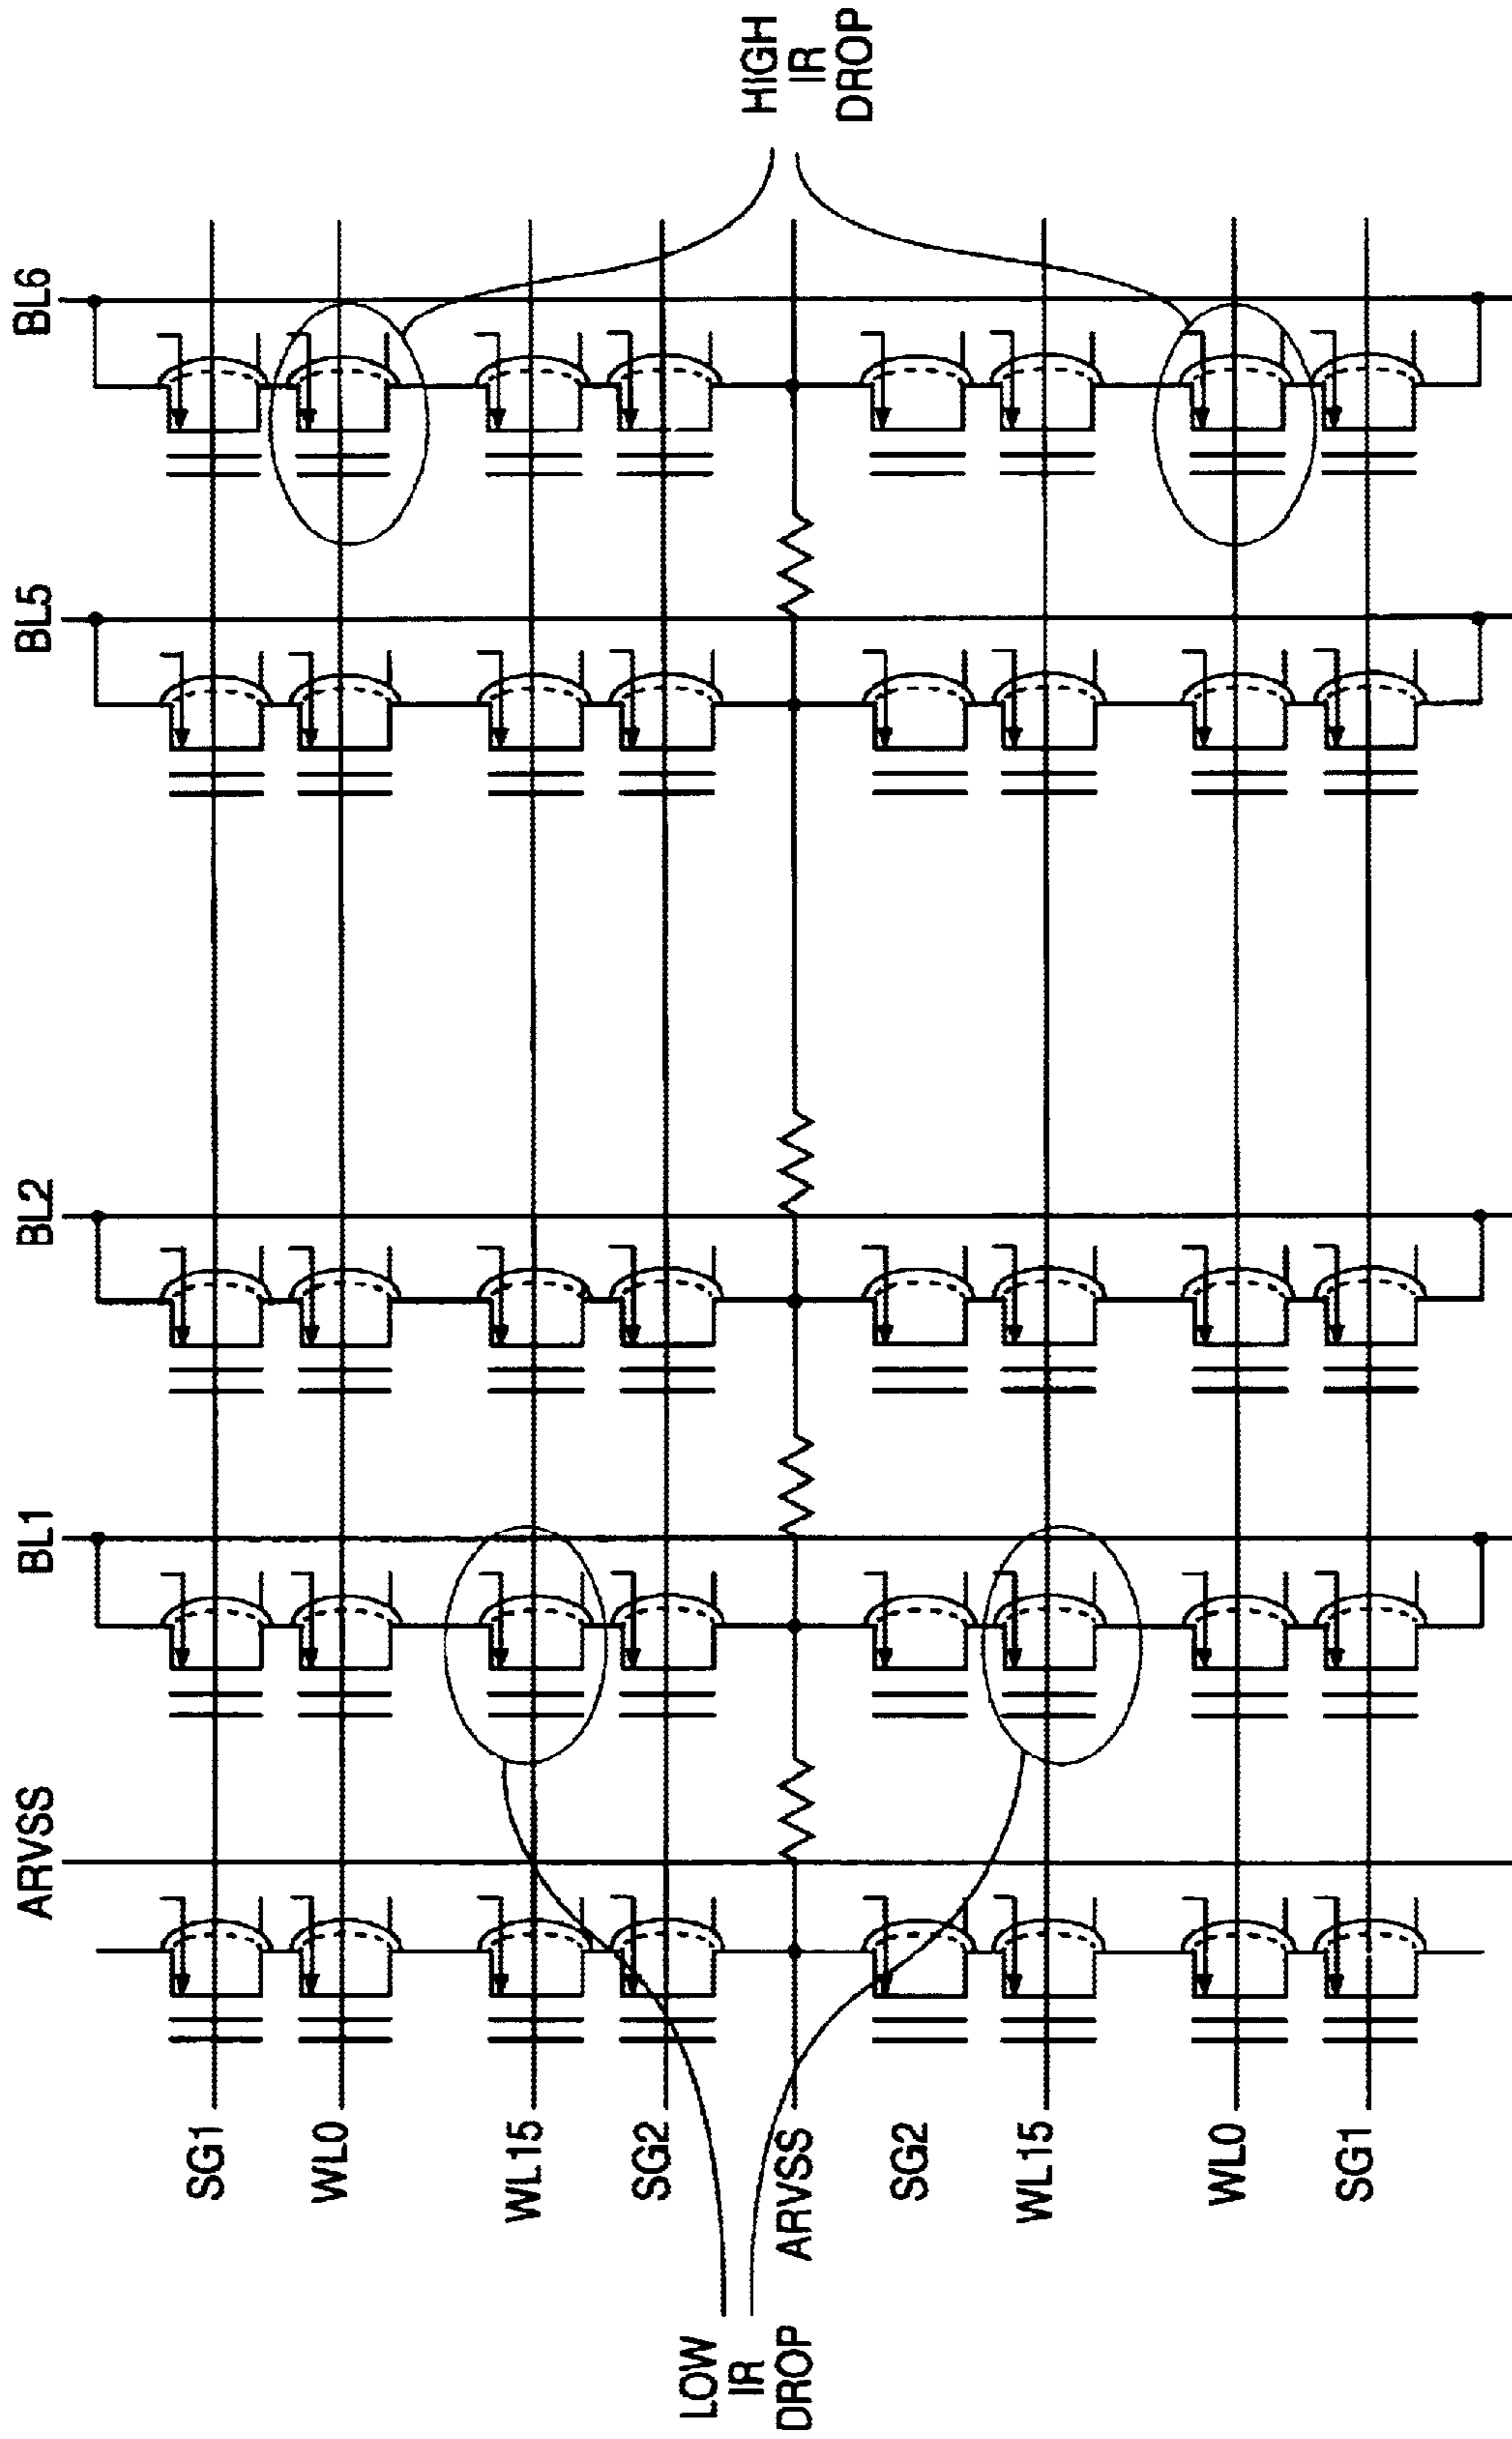 ARVSS
BL1
BL2
BL5
BL6
SG1
WL0
WL15
SG2
ARVSS
SG2
WL15
WL0
SG1
LOW
IR
DROP
HIGH
IR
DROP